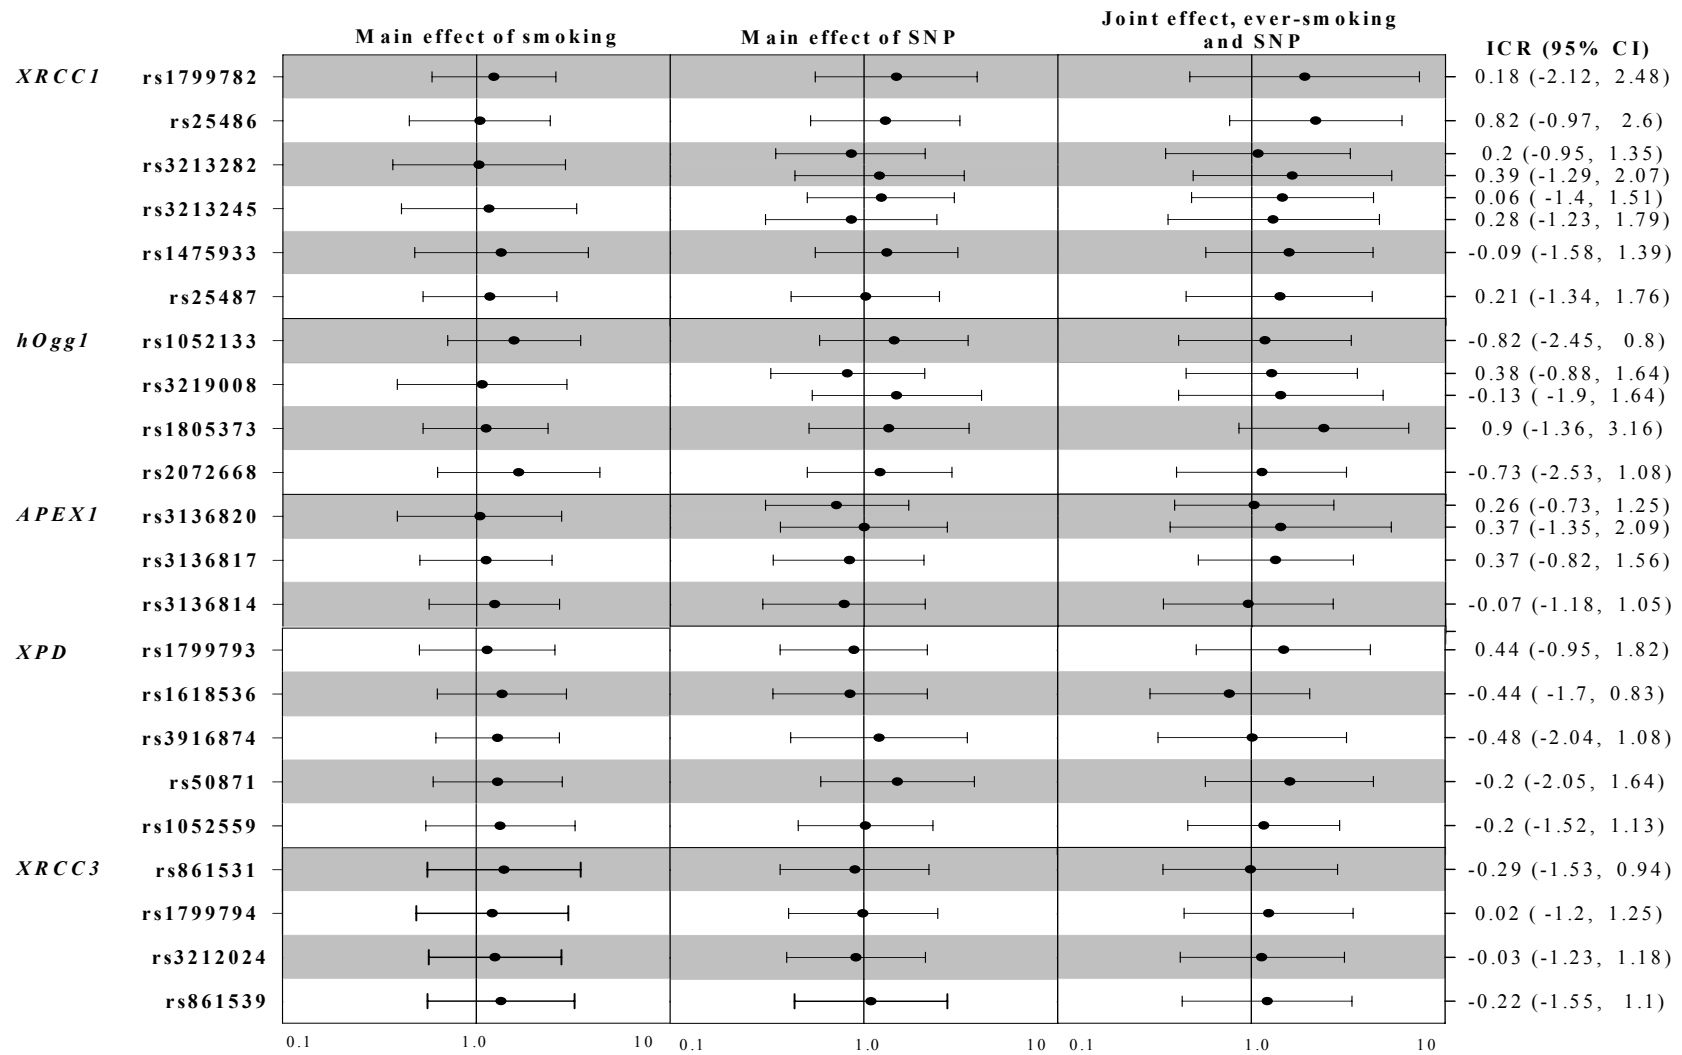 Main effect of smoking Main effect of SNP Joint effect, ever-smoking and SNP ICR (95% CI)
XRCC1 rs1799782 0.18 (-2.12, 2.48)
rs25486 0.82 (-0.97, 2.6)
rs3213282 0.2 (-0.95, 1.35)
0.39 (-1.29, 2.07)
rs3213245 0.06 ( -1.4, 1.51)
0.28 (-1.23, 1.79)
rs1475933 -0.09 (-1.58, 1.39)
rs25487 0.21 (-1.34, 1.76)
hOgg1 rs1052133 -0.82 (-2.45, 0.8)
rs3219008 0.38 (-0.88, 1.64)
-0.13 ( -1.9, 1.64)
rs1805373 0.9 (-1.36, 3.16)
rs2072668 -0.73 (-2.53, 1.08)
APEX1 rs3136820 0.26 (-0.73, 1.25)
0.37 (-1.35, 2.09)
rs3136817 0.37 (-0.82, 1.56)
rs3136814 -0.07 (-1.18, 1.05)
XPD rs1799793 0.44 (-0.95, 1.82)
rs1618536 -0.44 ( -1.7, 0.83)
rs3916874 -0.48 (-2.04, 1.08)
rs50871 -0.2 (-2.05, 1.64)
rs1052559 -0.2 (-1.52, 1.13)
XRCC3 rs861531 -0.29 (-1.53, 0.94)
rs1799794 0.02 ( -1.2, 1.25)
rs3212024 -0.03 (-1.23, 1.18)
rs861539 -0.22 (-1.55, 1.1)
0.1 1.0 10 0.1 1.0 10 0.1 1.0 10